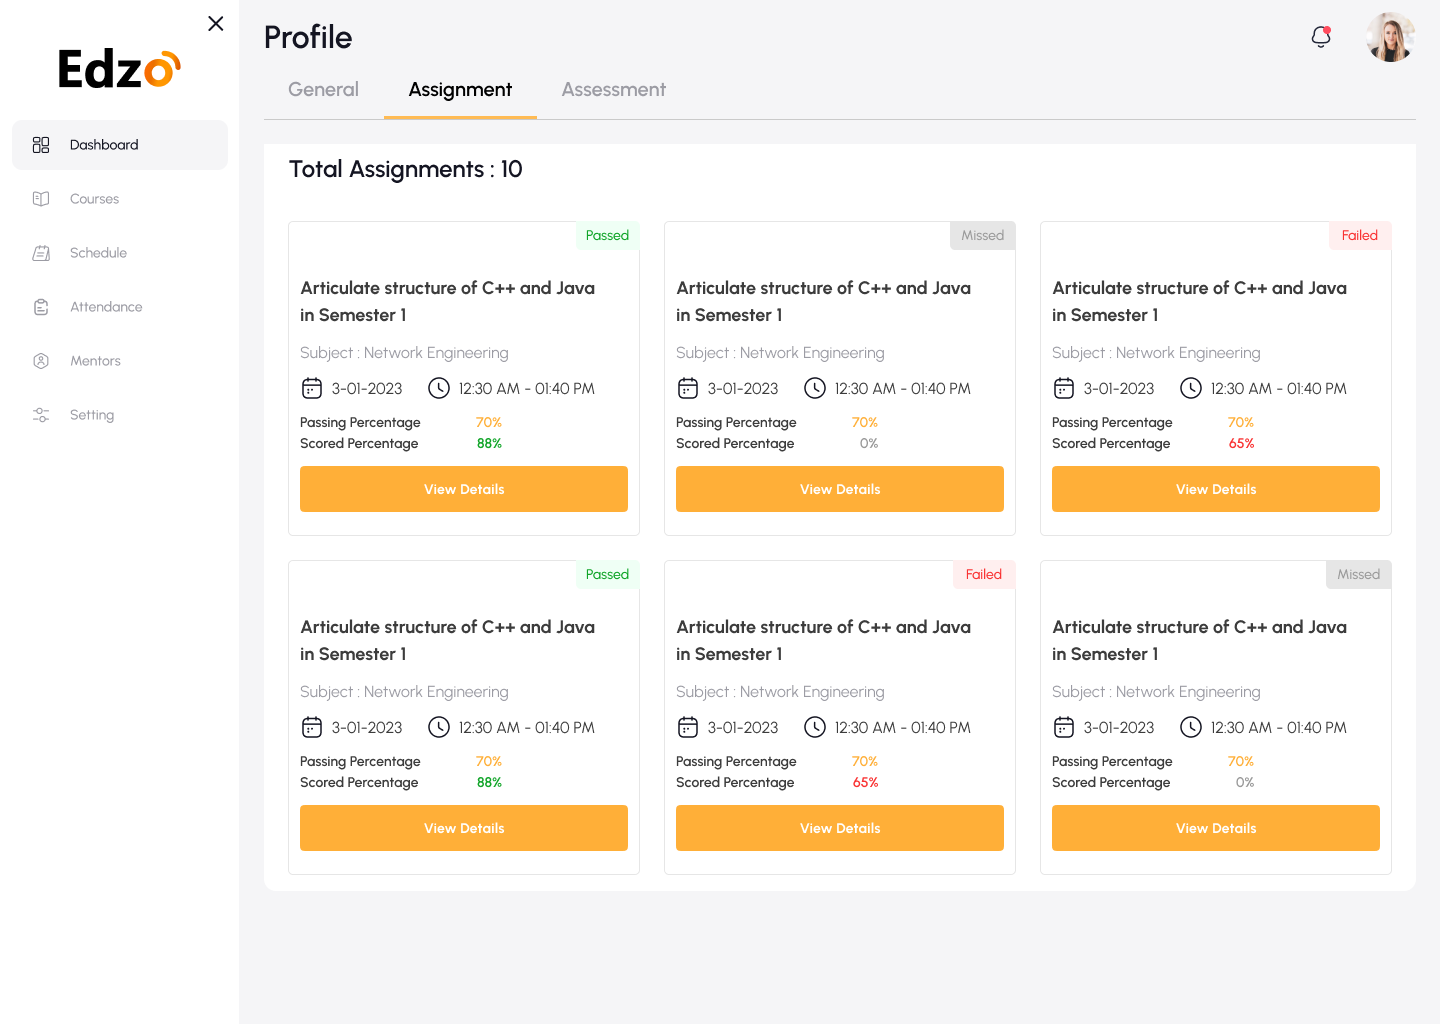 Edzo
Dashboard
Courses
Schedule
Attendance
Mentors
Setting
Profile
General
Assignment
Assessment
Total Assignments : 10
Passed
Articulate structure of C++ and Java
in Semester 1
Subject : Network Engineering
3-01-2023
12:30 AM - 01:40 PM
Passing Percentage 70%
Scored Percentage 88%
View Details
Missed
Articulate structure of C++ and Java
in Semester 1
Subject : Network Engineering
3-01-2023
12:30 AM - 01:40 PM
Passing Percentage 70%
Scored Percentage 0%
View Details
Failed
Articulate structure of C++ and Java
in Semester 1
Subject : Network Engineering
3-01-2023
12:30 AM - 01:40 PM
Passing Percentage 70%
Scored Percentage 65%
View Details
Passed
Articulate structure of C++ and Java
in Semester 1
Subject : Network Engineering
3-01-2023
12:30 AM - 01:40 PM
Passing Percentage 70%
Scored Percentage 88%
View Details
Failed
Articulate structure of C++ and Java
in Semester 1
Subject : Network Engineering
3-01-2023
12:30 AM - 01:40 PM
Passing Percentage 70%
Scored Percentage 65%
View Details
Missed
Articulate structure of C++ and Java
in Semester 1
Subject : Network Engineering
3-01-2023
12:30 AM - 01:40 PM
Passing Percentage 70%
Scored Percentage 0%
View Details